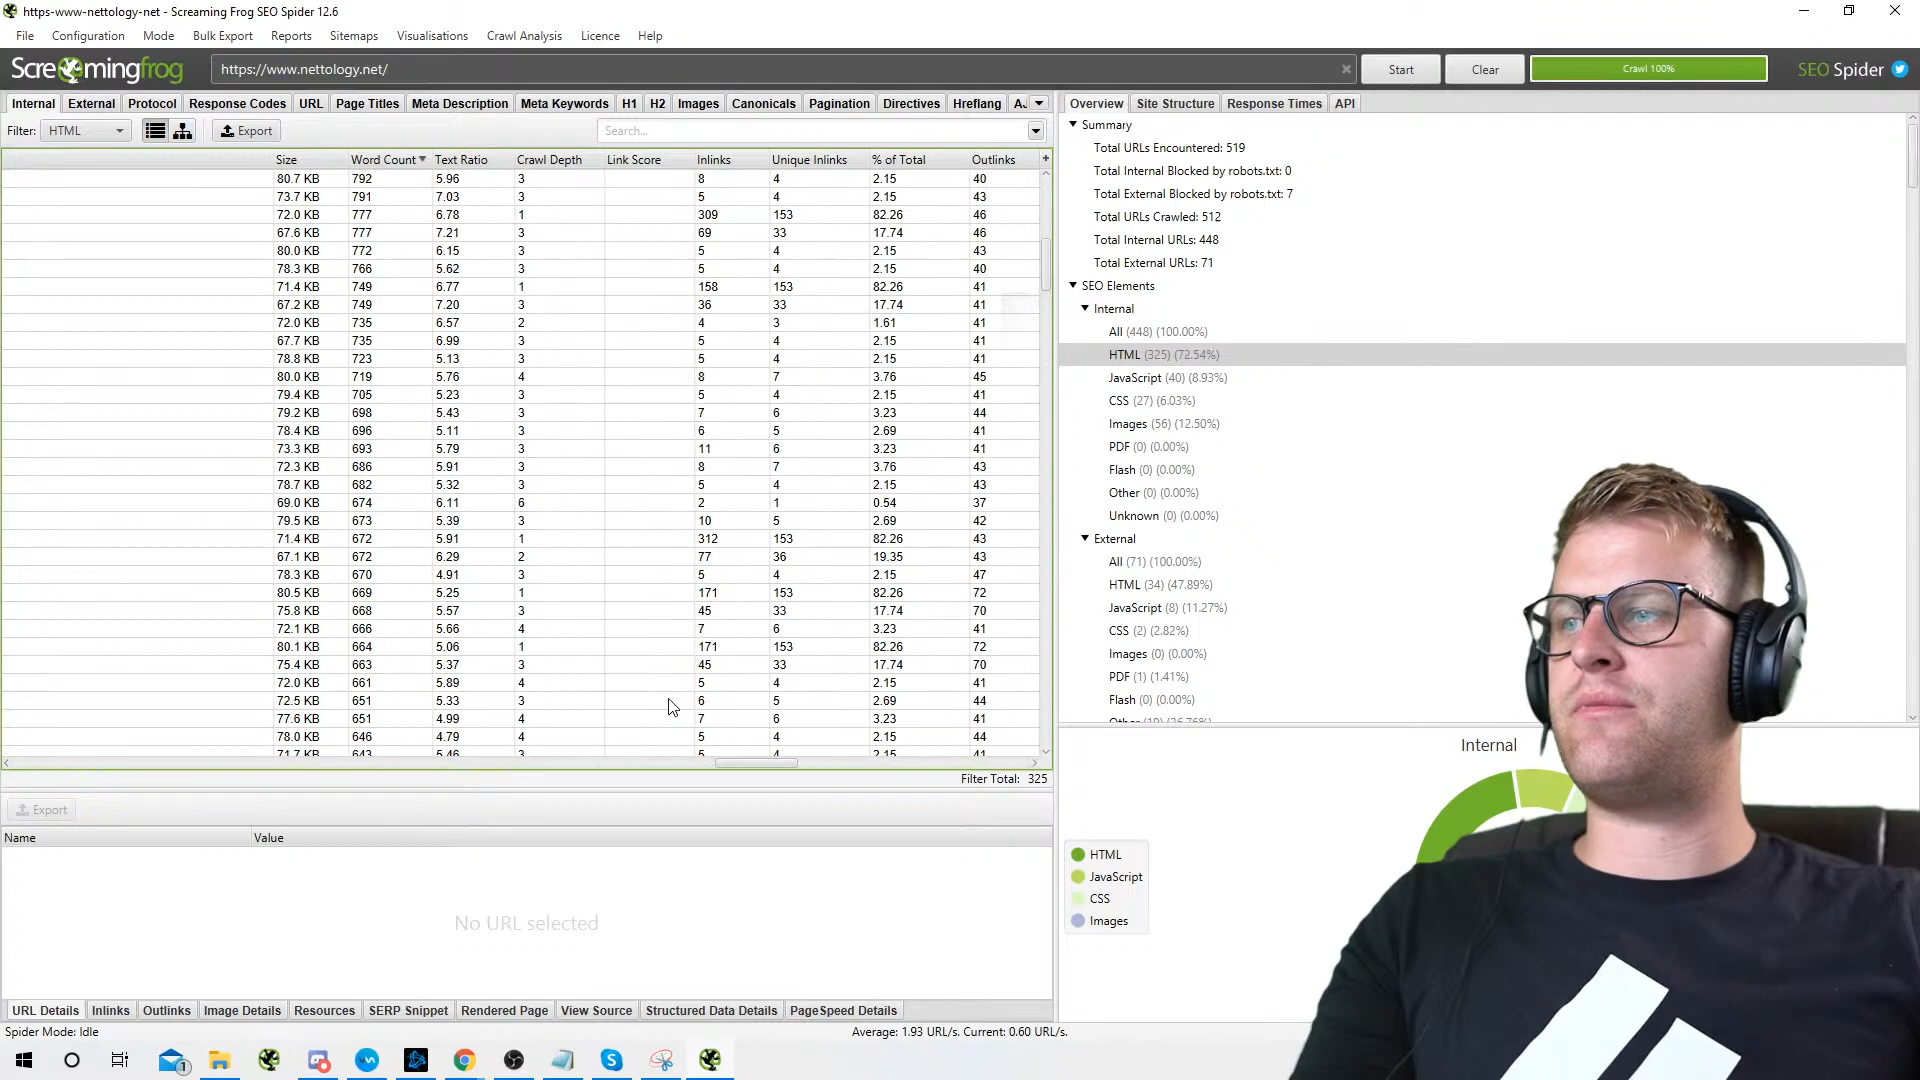 https-www-nettology-net - Screaming Frog SEO Spider 12.6
File Configuration Mode Bulk Export Reports Sitemaps Visualisations Crawl Analysis Licence Help
Screamingfrog https://www.nettology.net/ Start Clear Crawl 100% SEO Spider
Internal External Protocol Response Codes URL Page Titles Meta Description Meta Keywords H1 H2 Images Canonicals Pagination Directives Hreflang AJ
Overview Site Structure Response Times API
Filter: HTML Export Search...
Size Word Count Text Ratio Crawl Depth Link Score Inlinks Unique Inlinks % of Total Outlinks
80.7 KB 792 5.96 3 8 4 2.15 40
73.7 KB 791 7.03 3 5 4 2.15 43
72.0 KB 777 6.78 1 309 153 82.26 46
67.6 KB 777 7.21 3 69 33 17.74 46
80.0 KB 772 6.15 3 5 4 2.15 43
78.3 KB 766 5.62 3 5 4 2.15 40
71.4 KB 749 6.77 1 158 153 82.26 41
67.2 KB 749 7.20 3 36 33 17.74 41
72.0 KB 735 6.57 2 4 3 1.61 41
67.7 KB 735 6.99 3 5 4 2.15 41
78.8 KB 723 5.13 3 5 4 2.15 41
80.0 KB 719 5.76 4 8 7 3.76 45
79.4 KB 705 5.23 3 5 4 2.15 41
79.2 KB 698 5.43 3 7 6 3.23 44
78.4 KB 696 5.11 3 6 5 2.69 41
73.3 KB 693 5.79 3 11 6 3.23 41
72.3 KB 686 5.91 3 8 7 3.76 43
78.7 KB 682 5.32 3 5 4 2.15 43
69.0 KB 674 6.11 6 2 1 0.54 37
79.5 KB 673 5.39 3 10 5 2.69 42
71.4 KB 672 5.91 1 312 153 82.26 43
67.1 KB 672 6.29 2 77 36 19.35 43
78.3 KB 670 4.91 3 5 4 2.15 47
80.5 KB 669 5.25 1 171 153 82.26 72
75.8 KB 668 5.57 3 45 33 17.74 70
72.1 KB 666 5.66 4 7 6 3.23 41
80.1 KB 664 5.06 1 171 153 82.26 72
75.4 KB 663 5.37 3 45 33 17.74 70
72.0 KB 661 5.89 4 5 4 2.15 41
72.5 KB 651 5.33 3 6 5 2.69 44
77.6 KB 651 4.99 4 7 6 3.23 41
78.0 KB 646 4.79 4 5 4 2.15 44
71.7 KB 643 5.46 3 5 4 2.15 41
Filter Total: 325
Summary
Total URLs Encountered: 519
Total Internal Blocked by robots.txt: 0
Total External Blocked by robots.txt: 7
Total URLs Crawled: 512
Total Internal URLs: 448
Total External URLs: 71
SEO Elements
Internal
All (448) (100.00%)
HTML (325) (72.54%)
JavaScript (40) (8.93%)
CSS (27) (6.03%)
Images (56) (12.50%)
PDF (0) (0.00%)
Flash (0) (0.00%)
Other (0) (0.00%)
Unknown (0) (0.00%)
External
All (71) (100.00%)
HTML (34) (47.89%)
JavaScript (8) (11.27%)
CSS (2) (2.82%)
Images (0) (0.00%)
PDF (1) (1.41%)
Flash (0) (0.00%)
Other (19) (26.76%)
Internal
HTML
JavaScript
CSS
Images
Export
Name Value
No URL selected
URL Details Inlinks Outlinks Image Details Resources SERP Snippet Rendered Page View Source Structured Data Details PageSpeed Details
Spider Mode: Idle Average: 1.93 URL/s. Current: 0.60 URL/s.
1